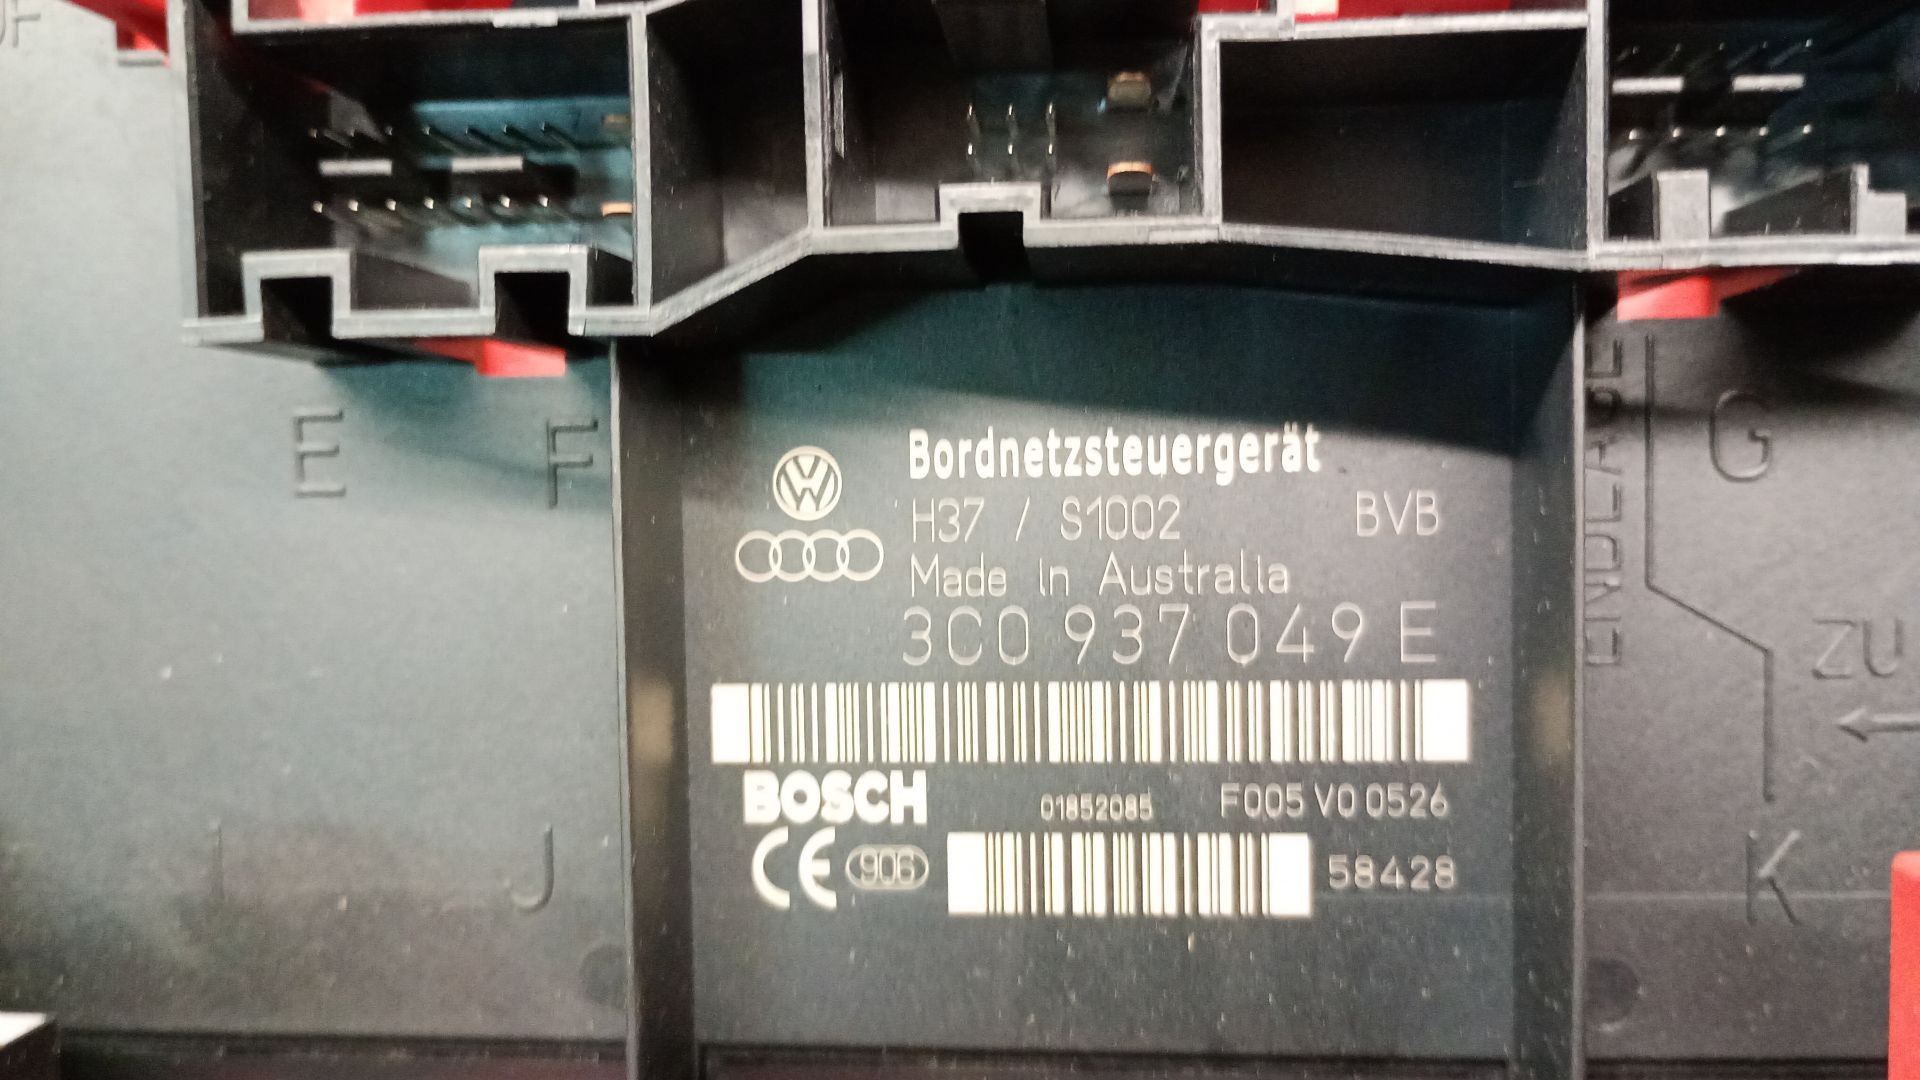 E
F
G
ENDLAGE
Bordnetzsteuergerät
H37 / S1002 BVB
Made in Australia
3C0 937 049 E
ZU
BOSCH 01852085 F005 V0 0526
CE 906 58428
I
J
K